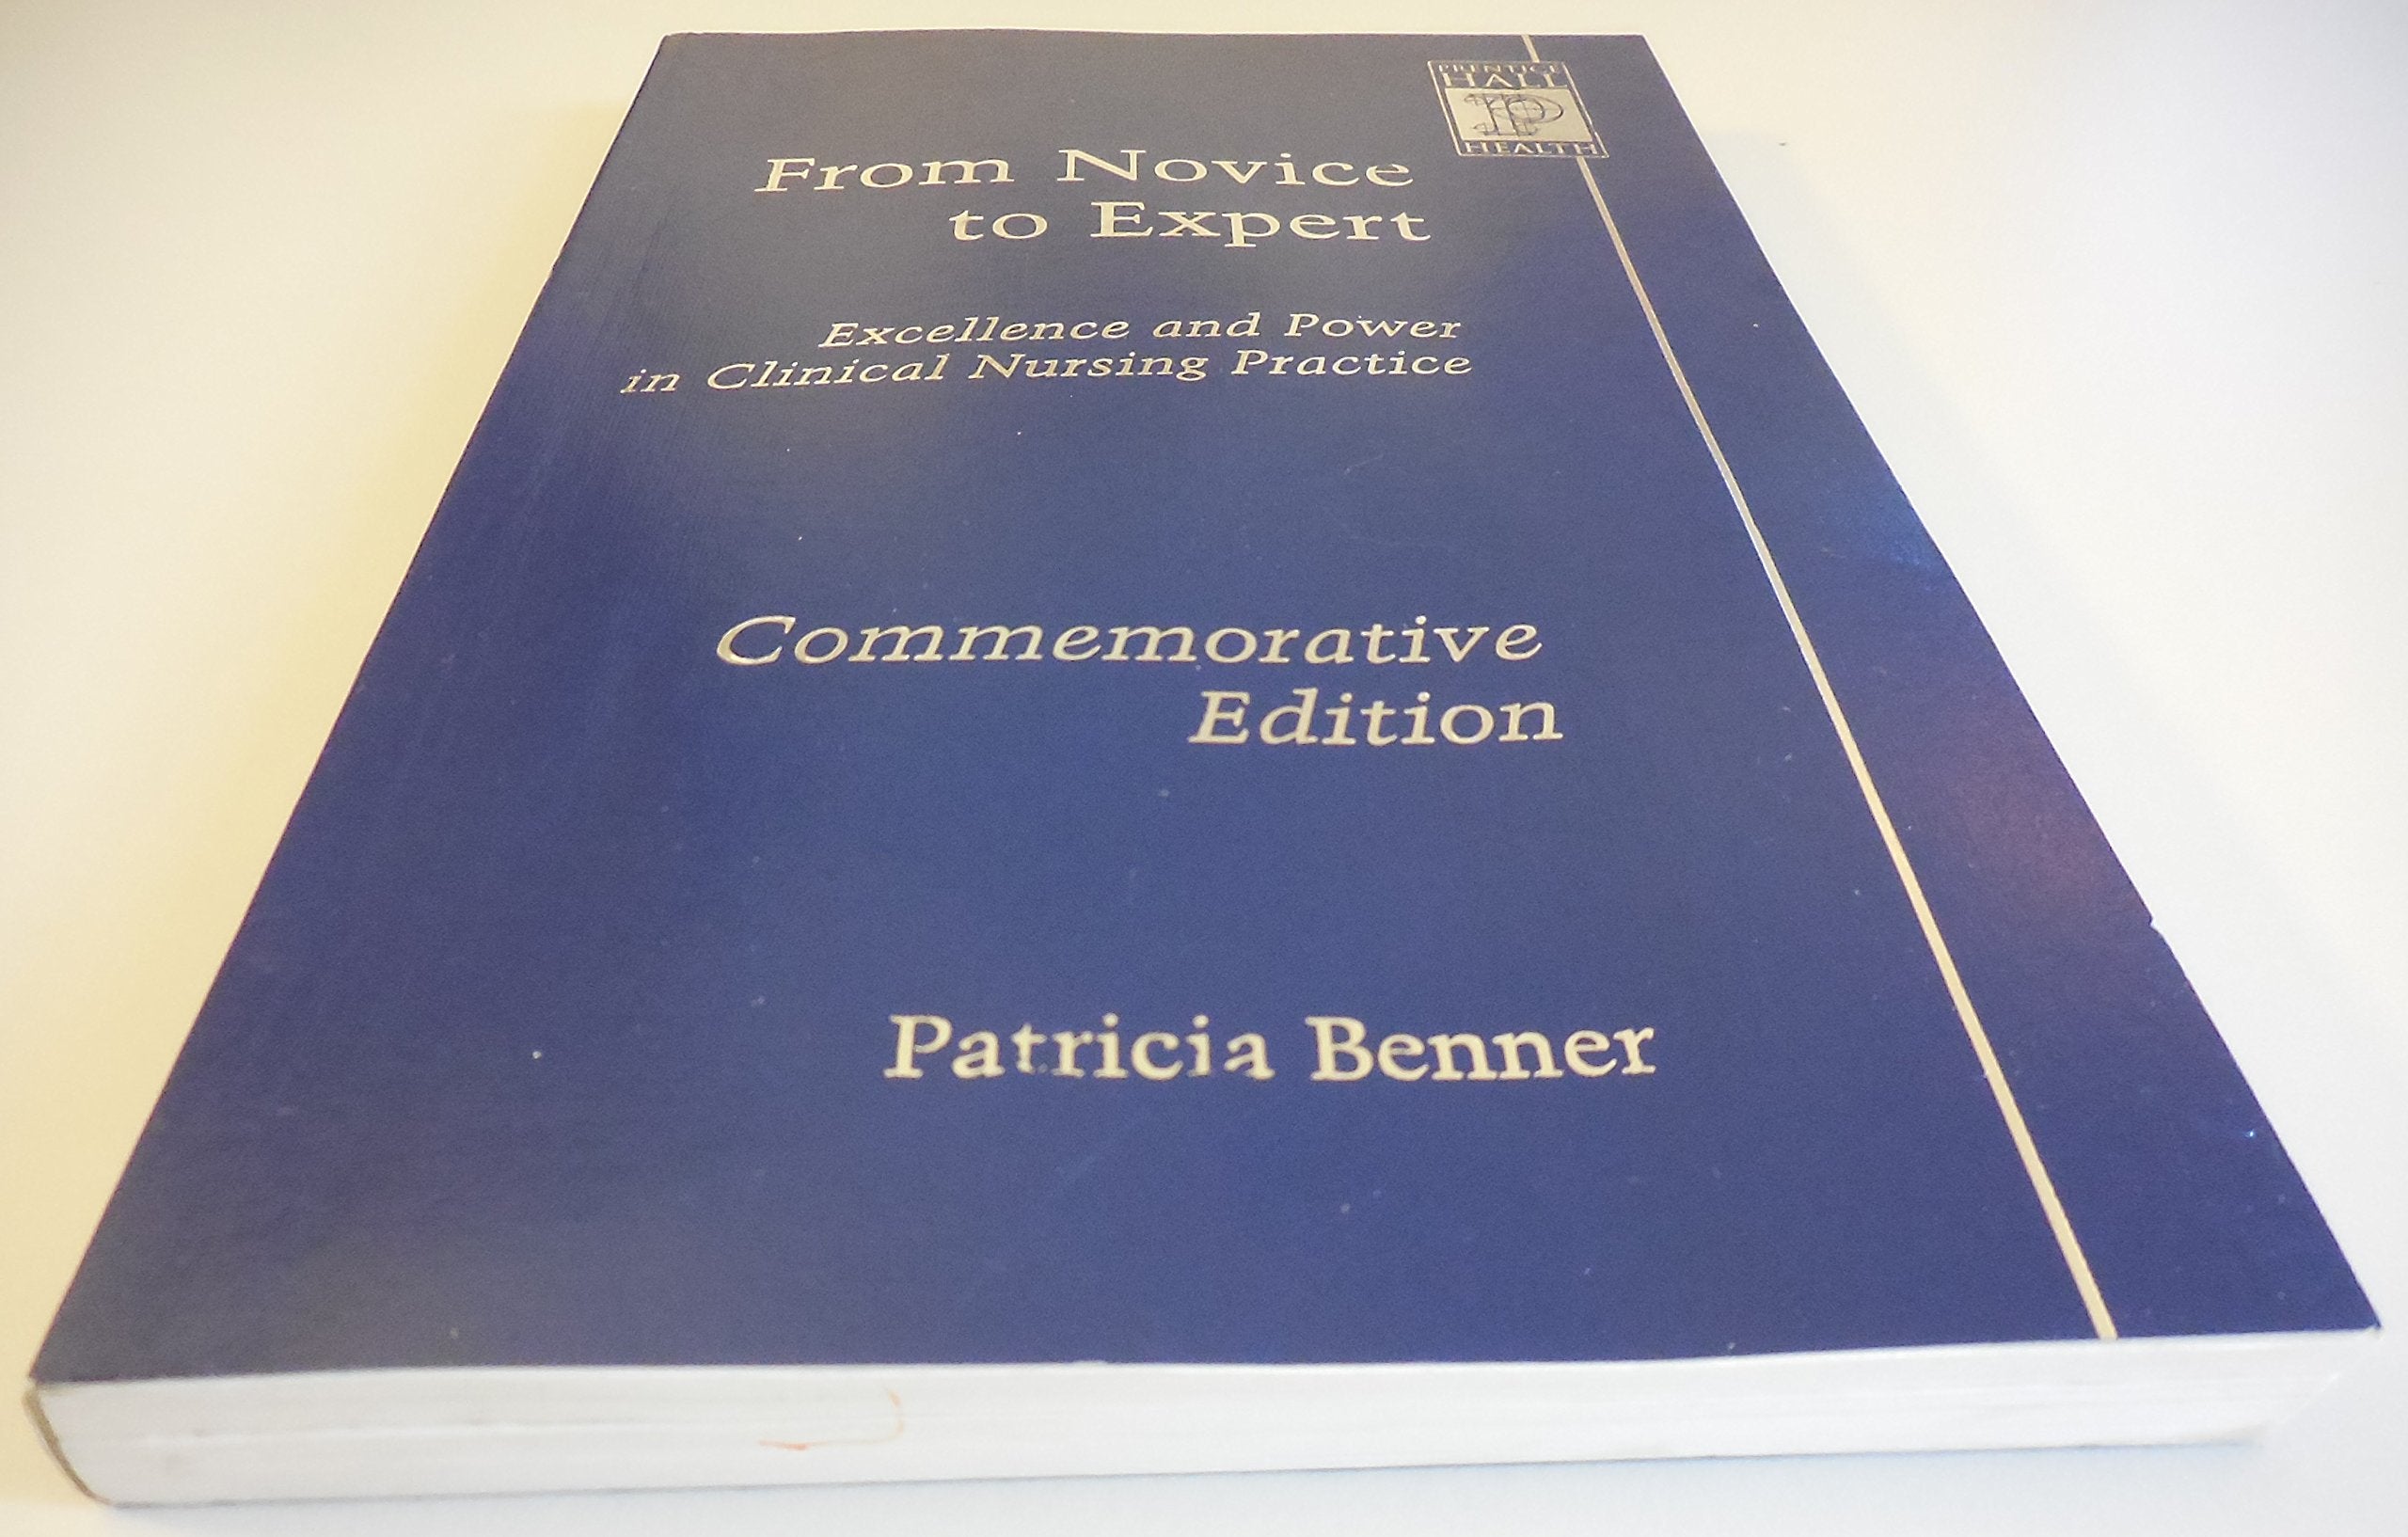 PRENTICE
HALL
HEALTH
From Novice
to Expert
Excellence and Power
in Clinical Nursing Practice
Commemorative
Edition
Patricia Benner